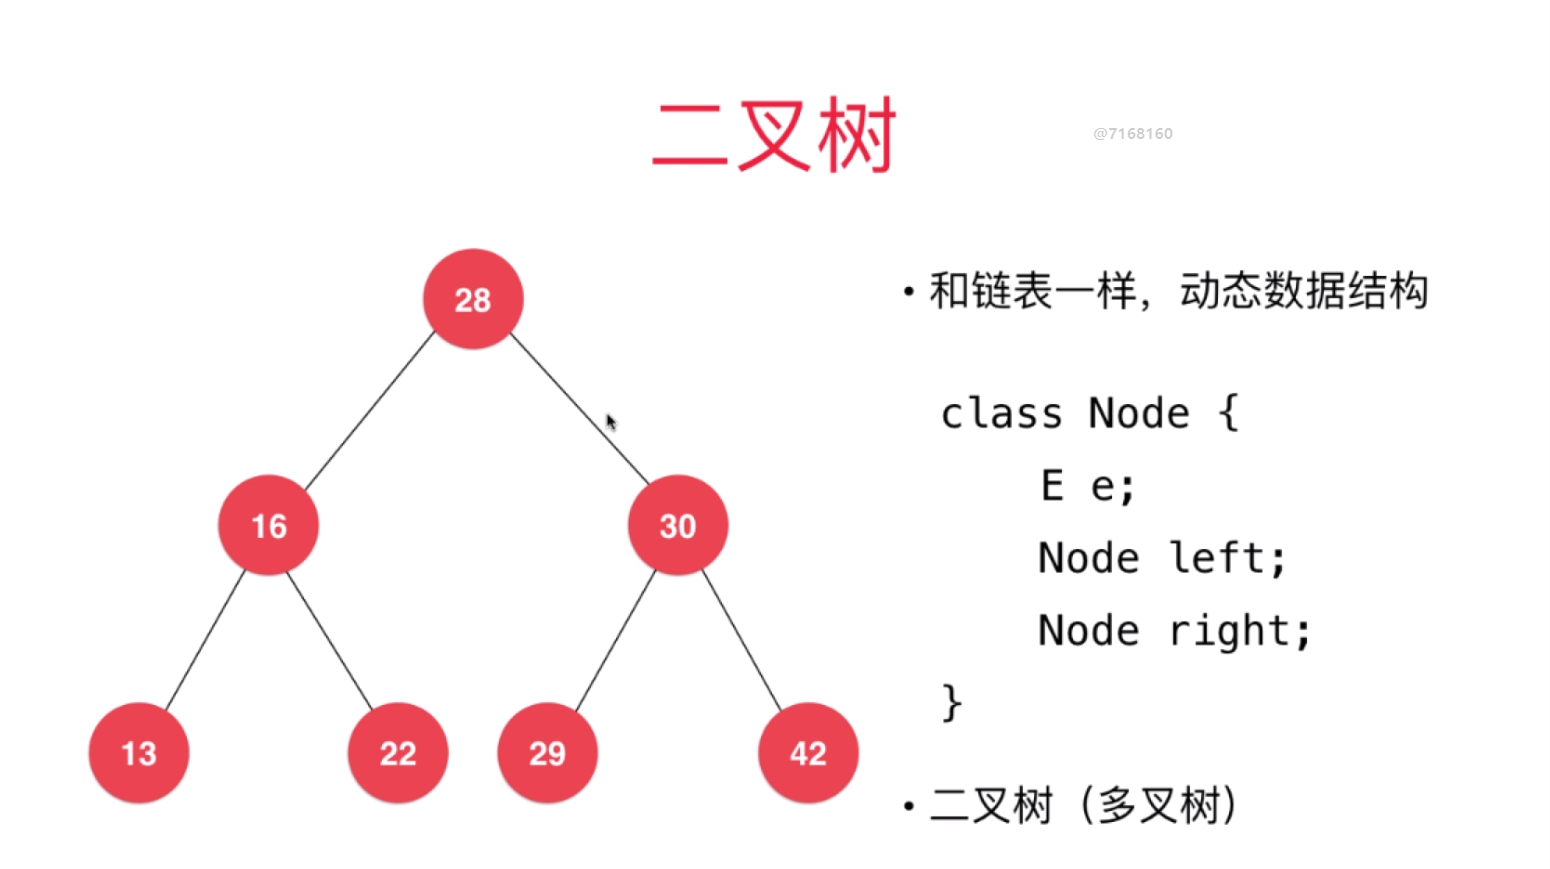 二叉树
@7168160
28
16
30
13
22
29
42
• 和链表一样，动态数据结构
class Node {
E e;
Node left;
Node right;
}
• 二叉树（多叉树）